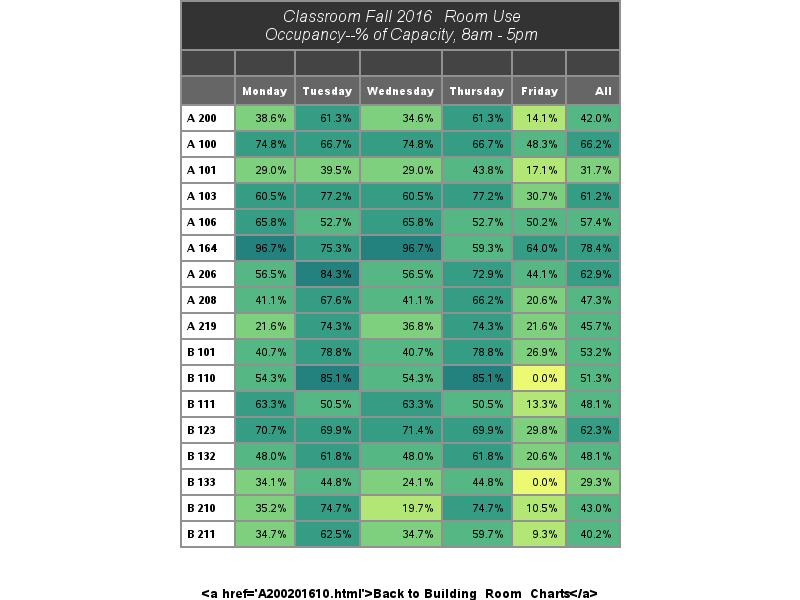 Classroom Fall 2016   Room Use
Occupancy--% of Capacity, 8am - 5pm
Monday Tuesday Wednesday Thursday Friday All
A 200 38.6% 61.3% 34.6% 61.3% 14.1% 42.0%
A 100 74.8% 66.7% 74.8% 66.7% 48.3% 66.2%
A 101 29.0% 39.5% 29.0% 43.8% 17.1% 31.7%
A 103 60.5% 77.2% 60.5% 77.2% 30.7% 61.2%
A 106 65.8% 52.7% 65.8% 52.7% 50.2% 57.4%
A 164 96.7% 75.3% 96.7% 59.3% 64.0% 78.4%
A 206 56.5% 84.3% 56.5% 72.9% 44.1% 62.9%
A 208 41.1% 67.6% 41.1% 66.2% 20.6% 47.3%
A 219 21.6% 74.3% 36.8% 74.3% 21.6% 45.7%
B 101 40.7% 78.8% 40.7% 78.8% 26.9% 53.2%
B 110 54.3% 85.1% 54.3% 85.1% 0.0% 51.3%
B 111 63.3% 50.5% 63.3% 50.5% 13.3% 48.1%
B 123 70.7% 69.9% 71.4% 69.9% 29.8% 62.3%
B 132 48.0% 61.8% 48.0% 61.8% 20.6% 48.1%
B 133 34.1% 44.8% 24.1% 44.8% 0.0% 29.3%
B 210 35.2% 74.7% 19.7% 74.7% 10.5% 43.0%
B 211 34.7% 62.5% 34.7% 59.7% 9.3% 40.2%
<a href='A200201610.html'>Back to Building_Room_Charts</a>